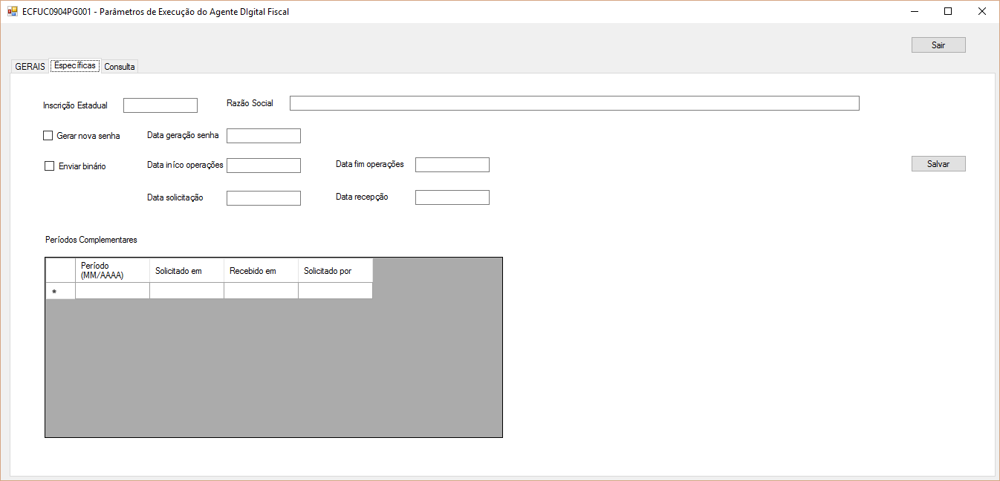 ECFUC0904PG001 - Parâmetros de Execução do Agente DIgital Fiscal
Sair
GERAIS Específicas Consulta
Inscrição Estadual Razão Social
Gerar nova senha Data geração senha
Enviar binário Data iníco operações Data fim operações
Salvar
Data solicitação Data recepção
Períodos Complementares
Período
(MM/AAAA) Solicitado em Recebido em Solicitado por
*